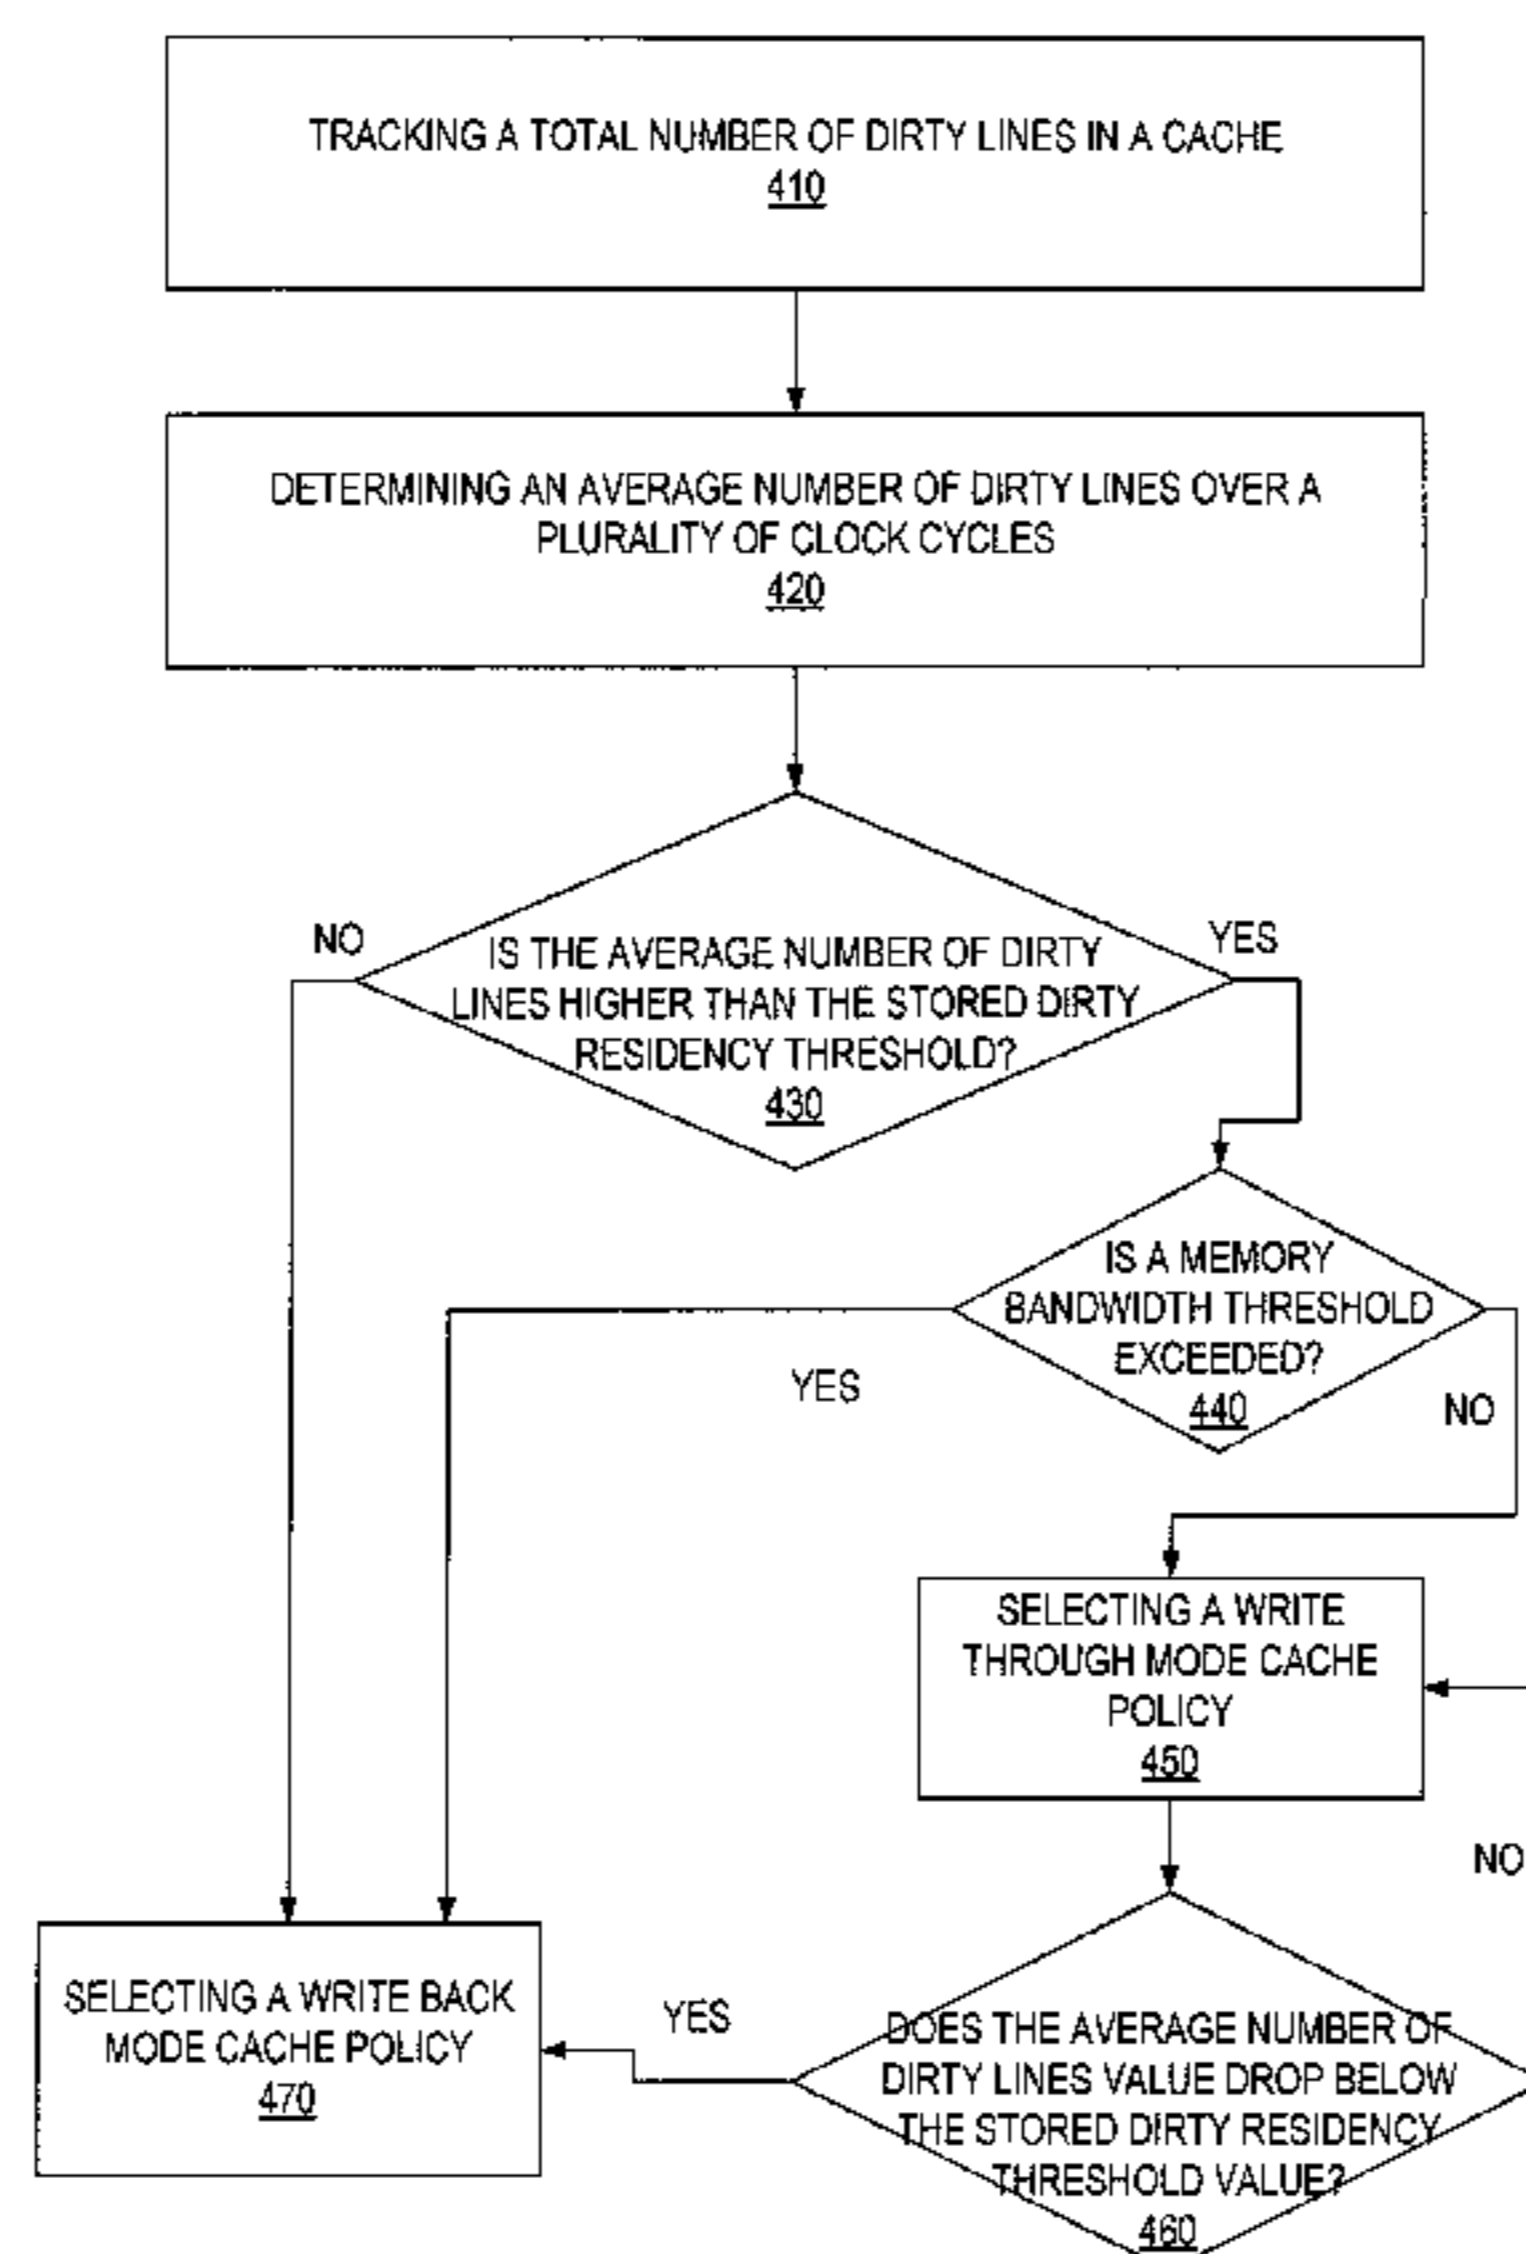 TRACKING A TOTAL NUMBER OF DIRTY LINES IN A CACHE
410
DETERMINING AN AVERAGE NUMBER OF DIRTY LINES OVER A
PLURALITY OF CLOCK CYCLES
420
NO
YES
IS THE AVERAGE NUMBER OF DIRTY
LINES HIGHER THAN THE STORED DIRTY
RESIDENCY THRESHOLD?
430
IS A MEMORY
BANDWIDTH THRESHOLD
EXCEEDED?
440
YES
NO
SELECTING A WRITE
THROUGH MODE CACHE
POLICY
450
NO
SELECTING A WRITE BACK
MODE CACHE POLICY
470
YES
DOES THE AVERAGE NUMBER OF
DIRTY LINES VALUE DROP BELOW
THE STORED DIRTY RESIDENCY
THRESHOLD VALUE?
460